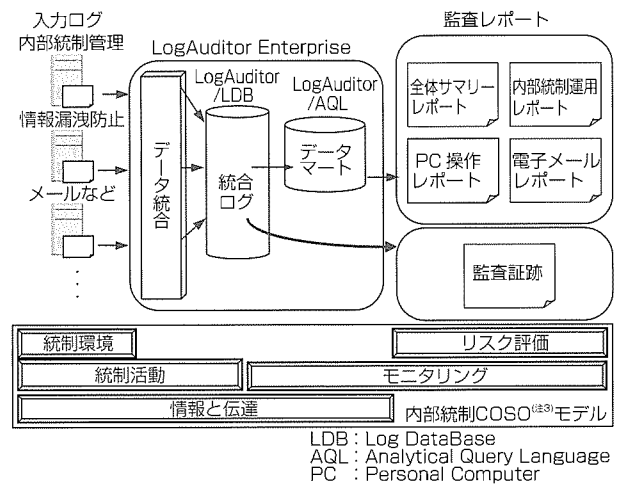 入力ログ
内部統制管理
情報漏洩防止
メールなど
LogAuditor Enterprise
データ統合
LogAuditor
/LDB
統合
ログ
LogAuditor
/AQL
データ
マート
監査レポート
全体サマリー
レポート
内部統制運用
レポート
PC 操作
レポート
電子メール
レポート
監査証跡
統制環境
リスク評価
統制活動
モニタリング
情報と伝達
内部統制COSO(注3)モデル
LDB：Log DataBase
AQL：Analytical Query Language
PC：Personal Computer